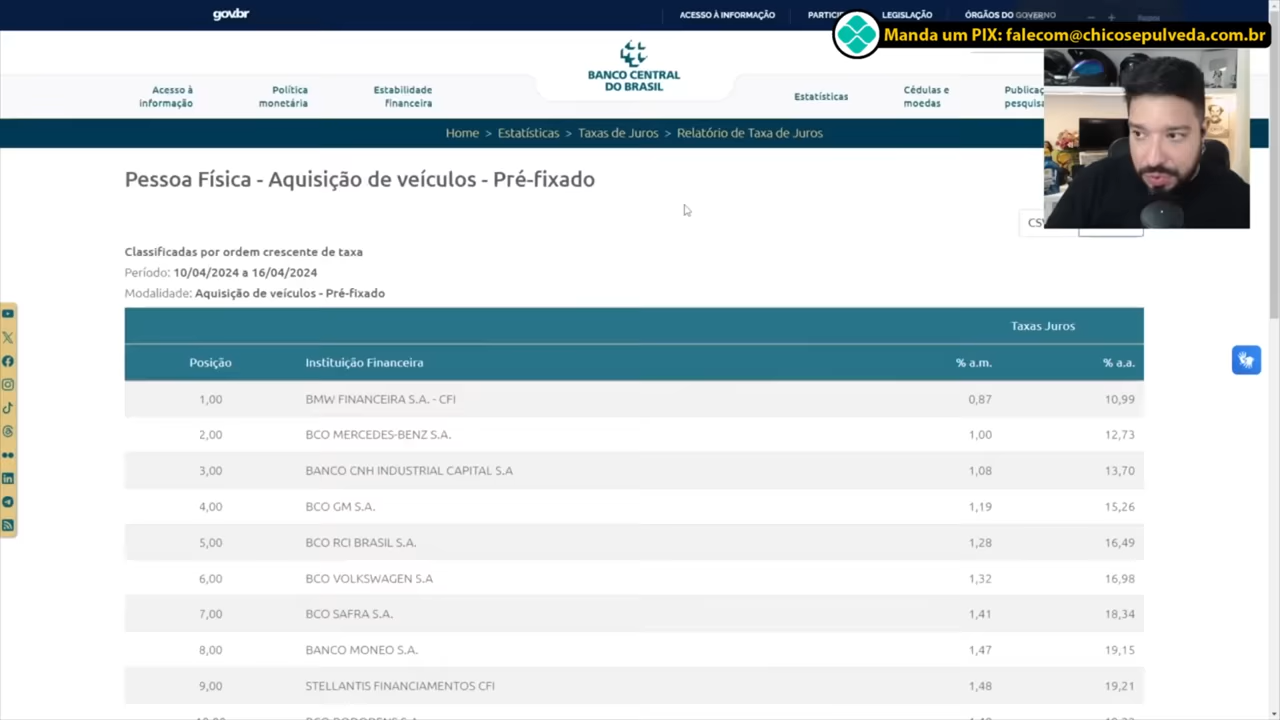 govbr
ACESSO À INFORMAÇÃO
LEGISLAÇÃO
ÓRGÃOS DO GOVERNO
Manda um PIX: falecom@chicosepulveda.com.br
BANCO CENTRAL
DO BRASIL
Acesso à
informação
Política
monetária
Estabilidade
financeira
Estatísticas
Cédulas e
moedas
Home > Estatísticas > Taxas de Juros > Relatório de Taxa de Juros
Pessoa Física - Aquisição de veículos - Pré-fixado
Classificadas por ordem crescente de taxa
Período: 10/04/2024 a 16/04/2024
Modalidade: Aquisição de veículos - Pré-fixado
Taxas Juros
Posição Instituição Financeira % a.m. % a.a.
1,00 BMW FINANCEIRA S.A. - CFI 0,87 10,99
2,00 BCO MERCEDES-BENZ S.A. 1,00 12,73
3,00 BANCO CNH INDUSTRIAL CAPITAL S.A 1,08 13,70
4,00 BCO GM S.A. 1,19 15,26
5,00 BCO RCI BRASIL S.A. 1,28 16,49
6,00 BCO VOLKSWAGEN S.A 1,32 16,98
7,00 BCO SAFRA S.A. 1,41 18,34
8,00 BANCO MONEO S.A. 1,47 19,15
9,00 STELLANTIS FINANCIAMENTOS CFI 1,48 19,21